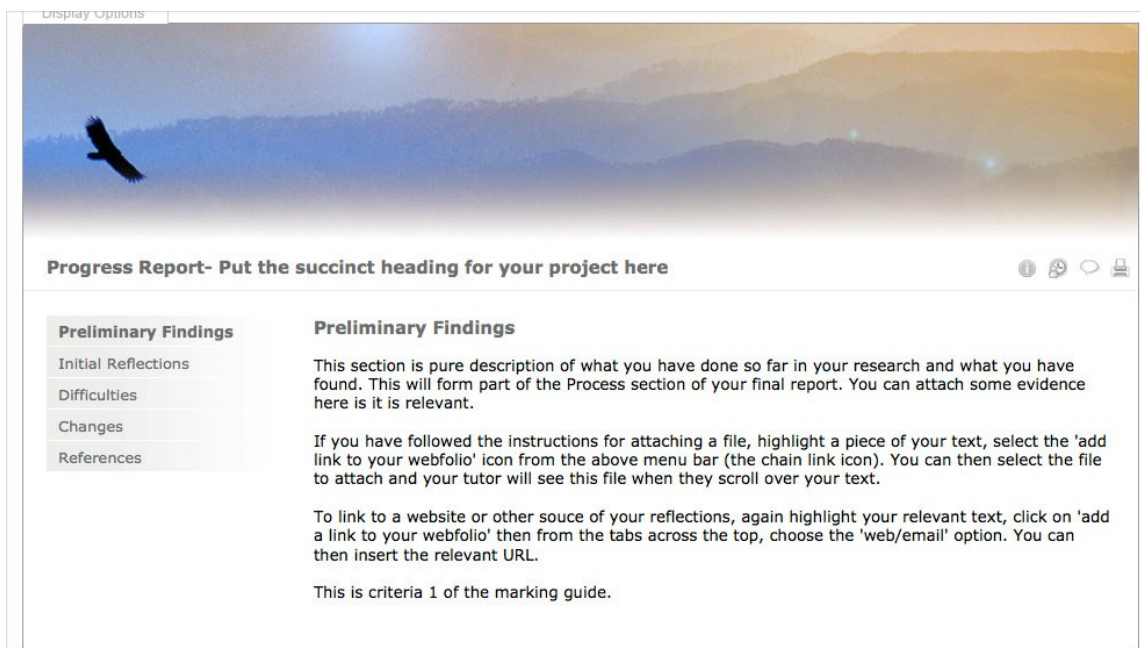 Display Options
Progress Report- Put the succinct heading for your project here
Preliminary Findings
Initial Reflections
Difficulties
Changes
References
Preliminary Findings
This section is pure description of what you have done so far in your research and what you have
found. This will form part of the Process section of your final report. You can attach some evidence
here is it is relevant.
If you have followed the instructions for attaching a file, highlight a piece of your text, select the 'add
link to your webfolio' icon from the above menu bar (the chain link icon). You can then select the file
to attach and your tutor will see this file when they scroll over your text.
To link to a website or other souce of your reflections, again highlight your relevant text, click on 'add
a link to your webfolio' then from the tabs across the top, choose the 'web/email' option. You can
then insert the relevant URL.
This is criteria 1 of the marking guide.